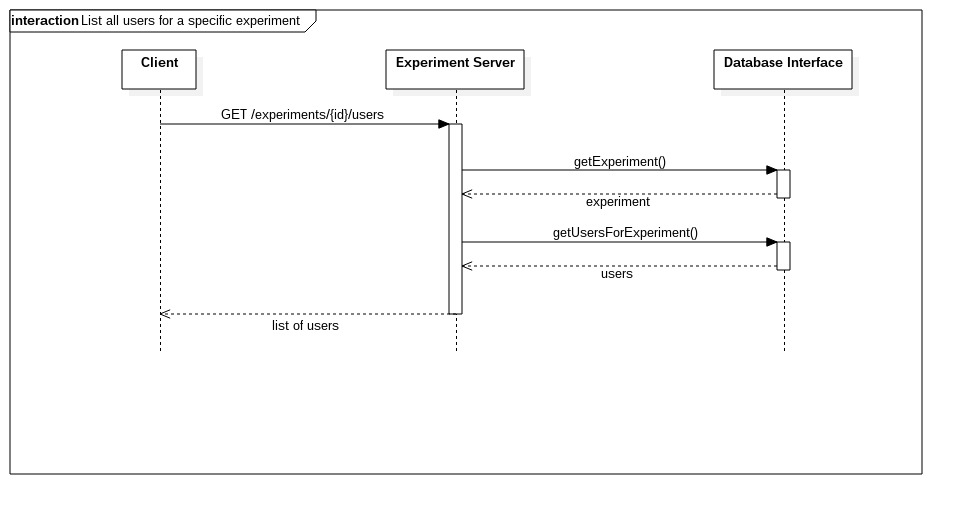 interaction List all users for a specific experiment
Client
Experiment Server
Database Interface
GET /experiments/{id}/users
getExperiment()
experiment
getUsersForExperiment()
users
list of users